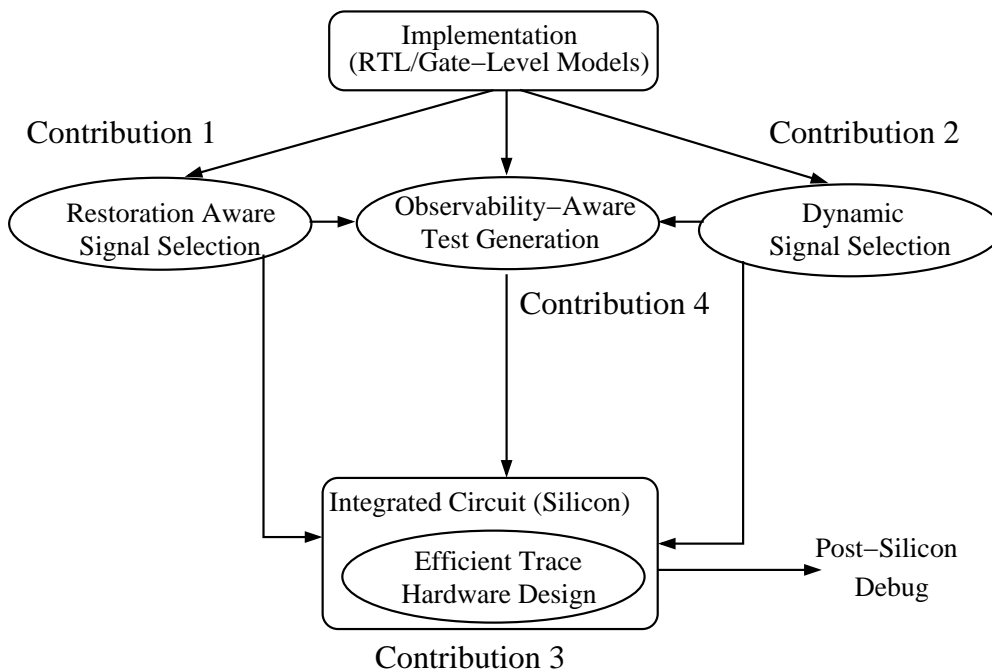 Implementation
(RTL/Gate−Level Models)
Contribution 1
Contribution 2
Restoration Aware
Signal Selection
Observability−Aware
Test Generation
Dynamic
Signal Selection
Contribution 4
Integrated Circuit (Silicon)
Efficient Trace
Hardware Design
Post−Silicon
Debug
Contribution 3